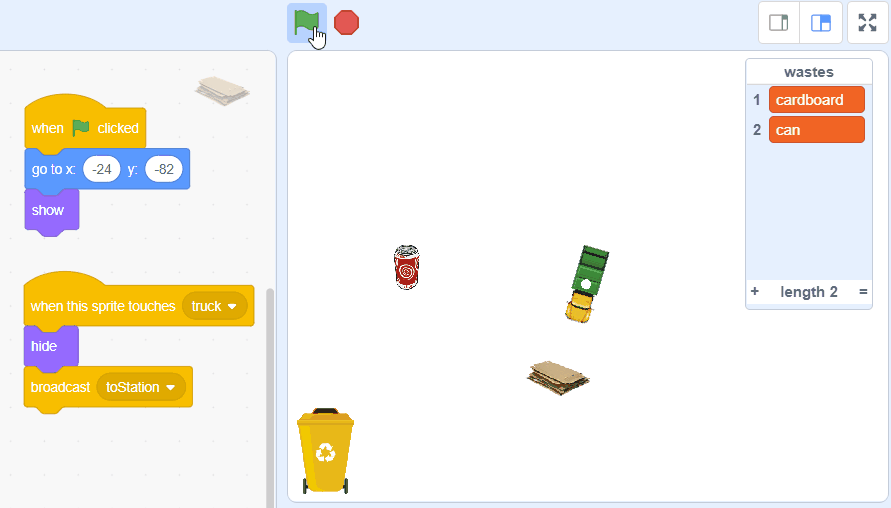 when clicked
go to x: -24 y: -82
show
when this sprite touches truck
hide
broadcast toStation
wastes
1 cardboard
2 can
+ length 2 =